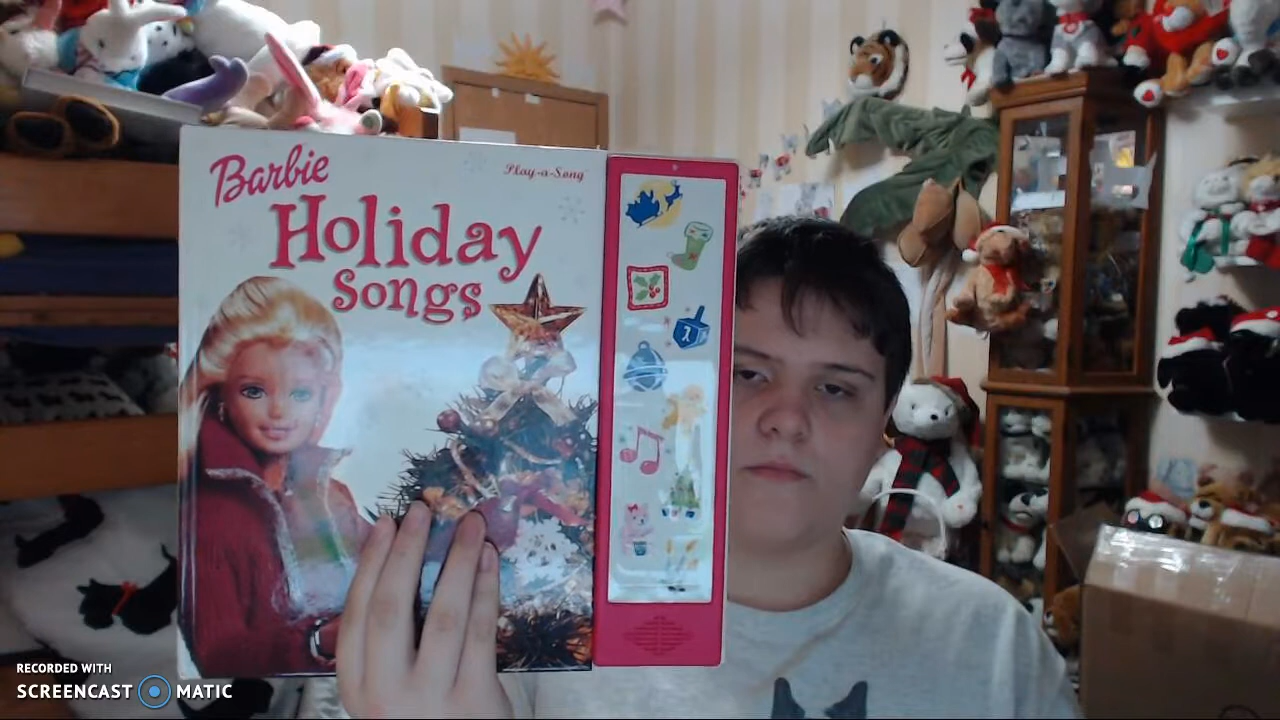 Barbie
Play-a-Song
Holiday
Songs
RECORDED WITH
SCREENCAST MATIC